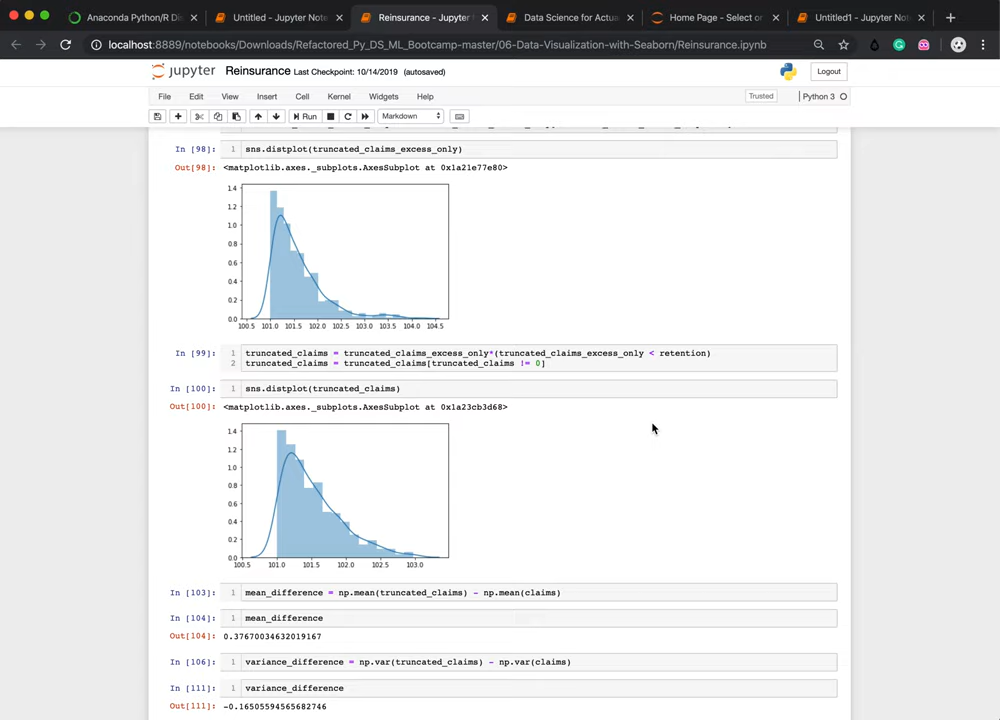 Anaconda Python/R Di
Untitled - Jupyter Note
Reinsurance - Jupyter
Data Science for Actua
Home Page - Select or
Untitled1 - Jupyter Note
localhost:8889/notebooks/Downloads/Refactored_Py_DS_ML_Bootcamp-master/06-Data-Visualization-with-Seaborn/Reinsurance.ipynb
jupyter Reinsurance Last Checkpoint: 10/14/2019 (autosaved)
Logout
File Edit View Insert Cell Kernel Widgets Help
Trusted
Python 3
Run
Markdown
In [98]: 1 sns.distplot(truncated_claims_excess_only)
Out[98]: <matplotlib.axes._subplots.AxesSubplot at 0x1a21e77e80>
1.4
1.2
1.0
0.8
0.6
0.4
0.2
0.0
100.5 101.0 101.5 102.0 102.5 103.0 103.5 104.0 104.5
In [99]: 1 truncated_claims = truncated_claims_excess_only*(truncated_claims_excess_only < retention)
2 truncated_claims = truncated_claims[truncated_claims != 0]
In [100]: 1 sns.distplot(truncated_claims)
Out[100]: <matplotlib.axes._subplots.AxesSubplot at 0x1a23cb3d68>
1.4
1.2
1.0
0.8
0.6
0.4
0.2
0.0
100.5 101.0 101.5 102.0 102.5 103.0
In [103]: 1 mean_difference = np.mean(truncated_claims) - np.mean(claims)
In [104]: 1 mean_difference
Out[104]: 0.37670034632019167
In [106]: 1 variance_difference = np.var(truncated_claims) - np.var(claims)
In [111]: 1 variance_difference
Out[111]: -0.16505594565682746